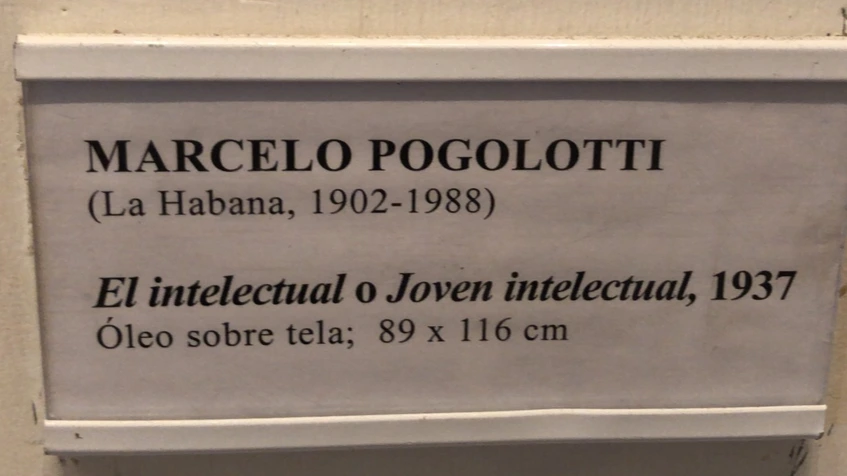 MARCELO POGOLOTTI
(La Habana, 1902-1988)
El intelectual o Joven intelectual, 1937
Óleo sobre tela; 89 x 116 cm